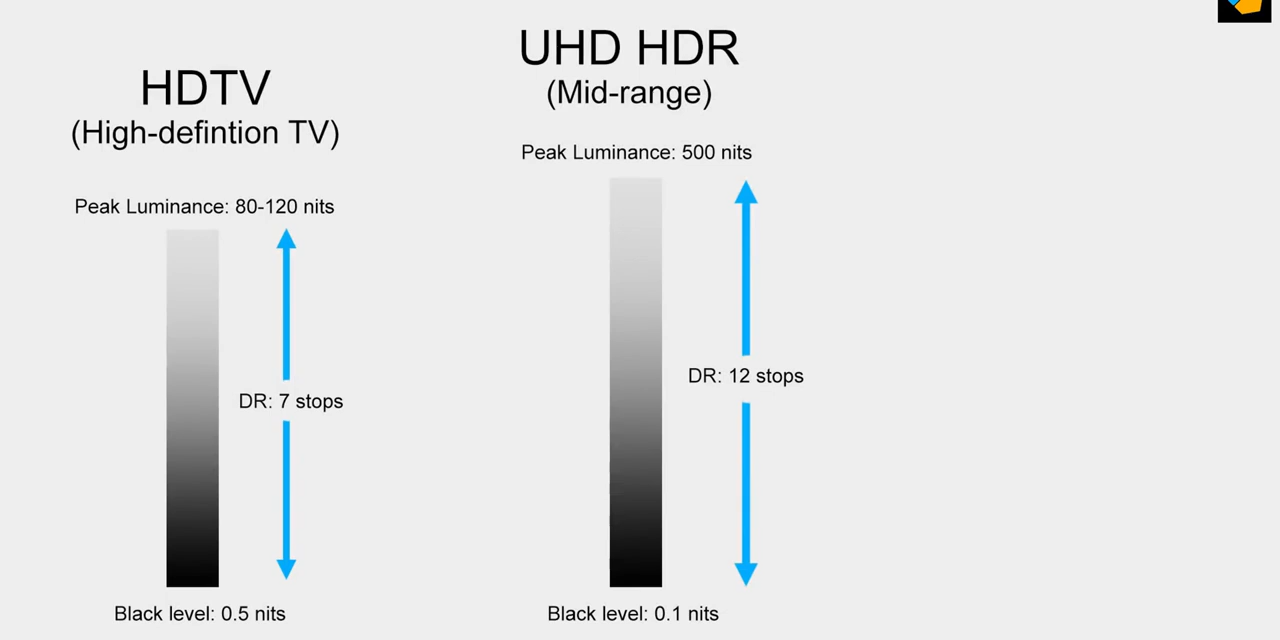 HDTV
(High-defintion TV)
Peak Luminance: 80-120 nits
DR: 7 stops
Black level: 0.5 nits
UHD HDR
(Mid-range)
Peak Luminance: 500 nits
DR: 12 stops
Black level: 0.1 nits